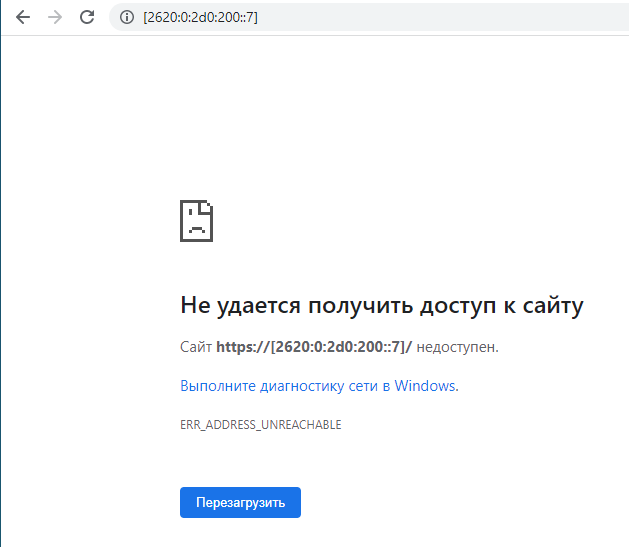 [2620:0:2d0:200::7]
Не удается получить доступ к сайту
Сайт https://[2620:0:2d0:200::7]/ недоступен.
Выполните диагностику сети в Windows.
ERR_ADDRESS_UNREACHABLE
Перезагрузить